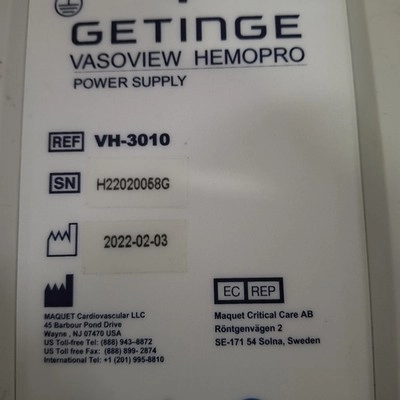 GETINGE
VASOVIEW HEMOPRO
POWER SUPPLY
REF VH-3010
SN H22020058G
2022-02-03
EC REP
MAQUET Cardiovascular LLC
45 Barbour Pond Drive
Wayne , NJ 07470 USA
US Toll-free Tel: (888) 943–8872
US Toll-free Fax: (888) 899- 2874
International Tel: +1 (201) 995-8810
Maquet Critical Care AB
Röntgenvägen 2
SE-171 54 Solna, Sweden